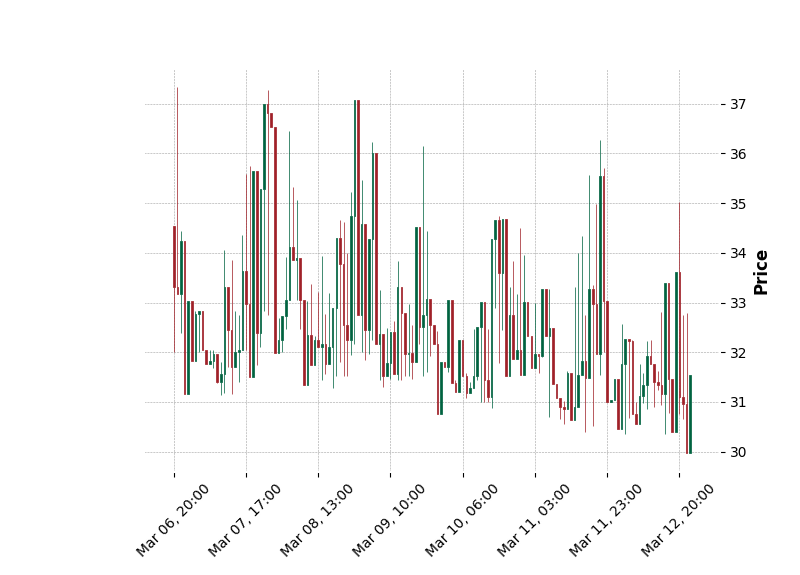 37
36
35
34
33
32
31
30
Price
Mar 06, 20:00
Mar 07, 17:00
Mar 08, 13:00
Mar 09, 10:00
Mar 10, 06:00
Mar 11, 03:00
Mar 11, 23:00
Mar 12, 20:00